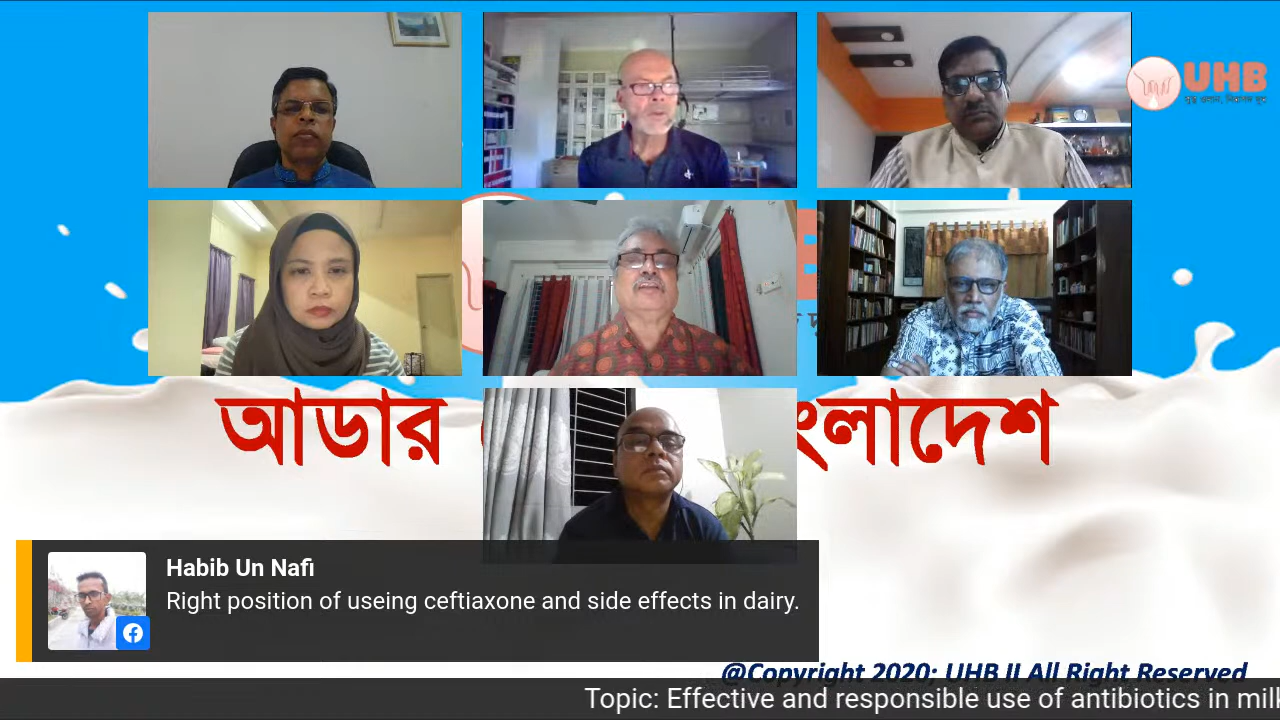 UHB
আডার
ংলাদেশ
Habib Un Nafi
Right position of useing ceftiaxone and side effects in dairy.
@Copyright 2020; UHB II All Right Reserved
Topic: Effective and responsible use of antibiotics in mil